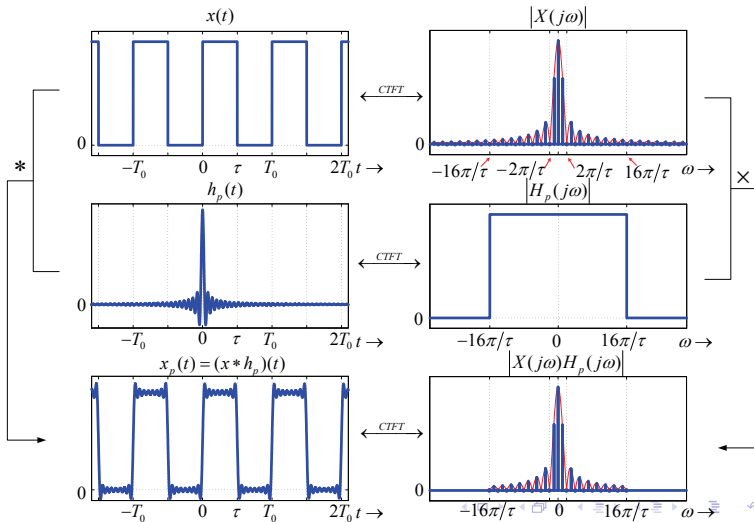 x(t)
|X(jω)|
0
−T₀ 0 τ T₀ 2T₀ t →
CTFT
0
−16π/τ −2π/τ 2π/τ 16π/τ ω →
*
×
h_p(t)
|H_p(jω)|
0
−T₀ 0 τ T₀ 2T₀ t →
CTFT
0
−16π/τ 0 16π/τ ω →
x_p(t) = (x * h_p)(t)
|X(jω)H_p(jω)|
0
−T₀ 0 τ T₀ 2T₀ t →
CTFT
0
−16π/τ 0 16π/τ ω →